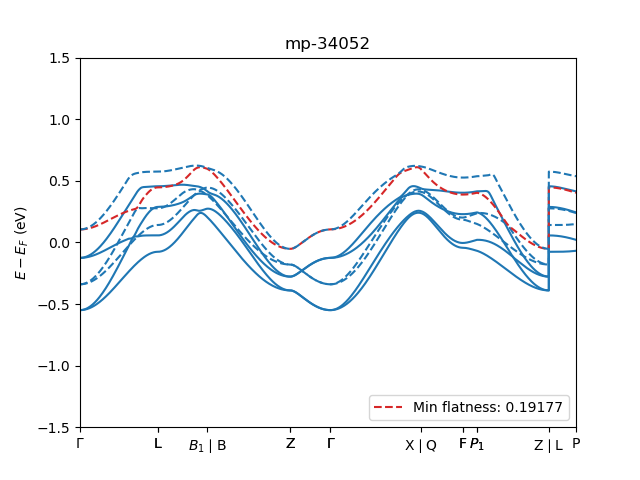 mp-34052
E − E_F (eV)
1.5
1.0
0.5
0.0
−0.5
−1.0
−1.5
Min flatness: 0.19177
Γ L B₁ | B Z Γ X | Q F P₁ Z | L P